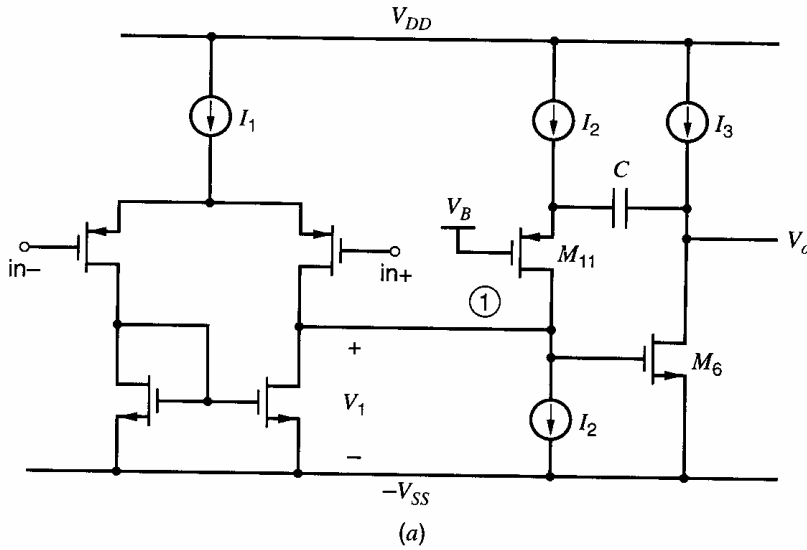 V_DD
I_1
I_2
I_3
C
V_B
M_11
V_o
in−
in+
①
+
V_1
−
M_6
I_2
−V_SS
(a)